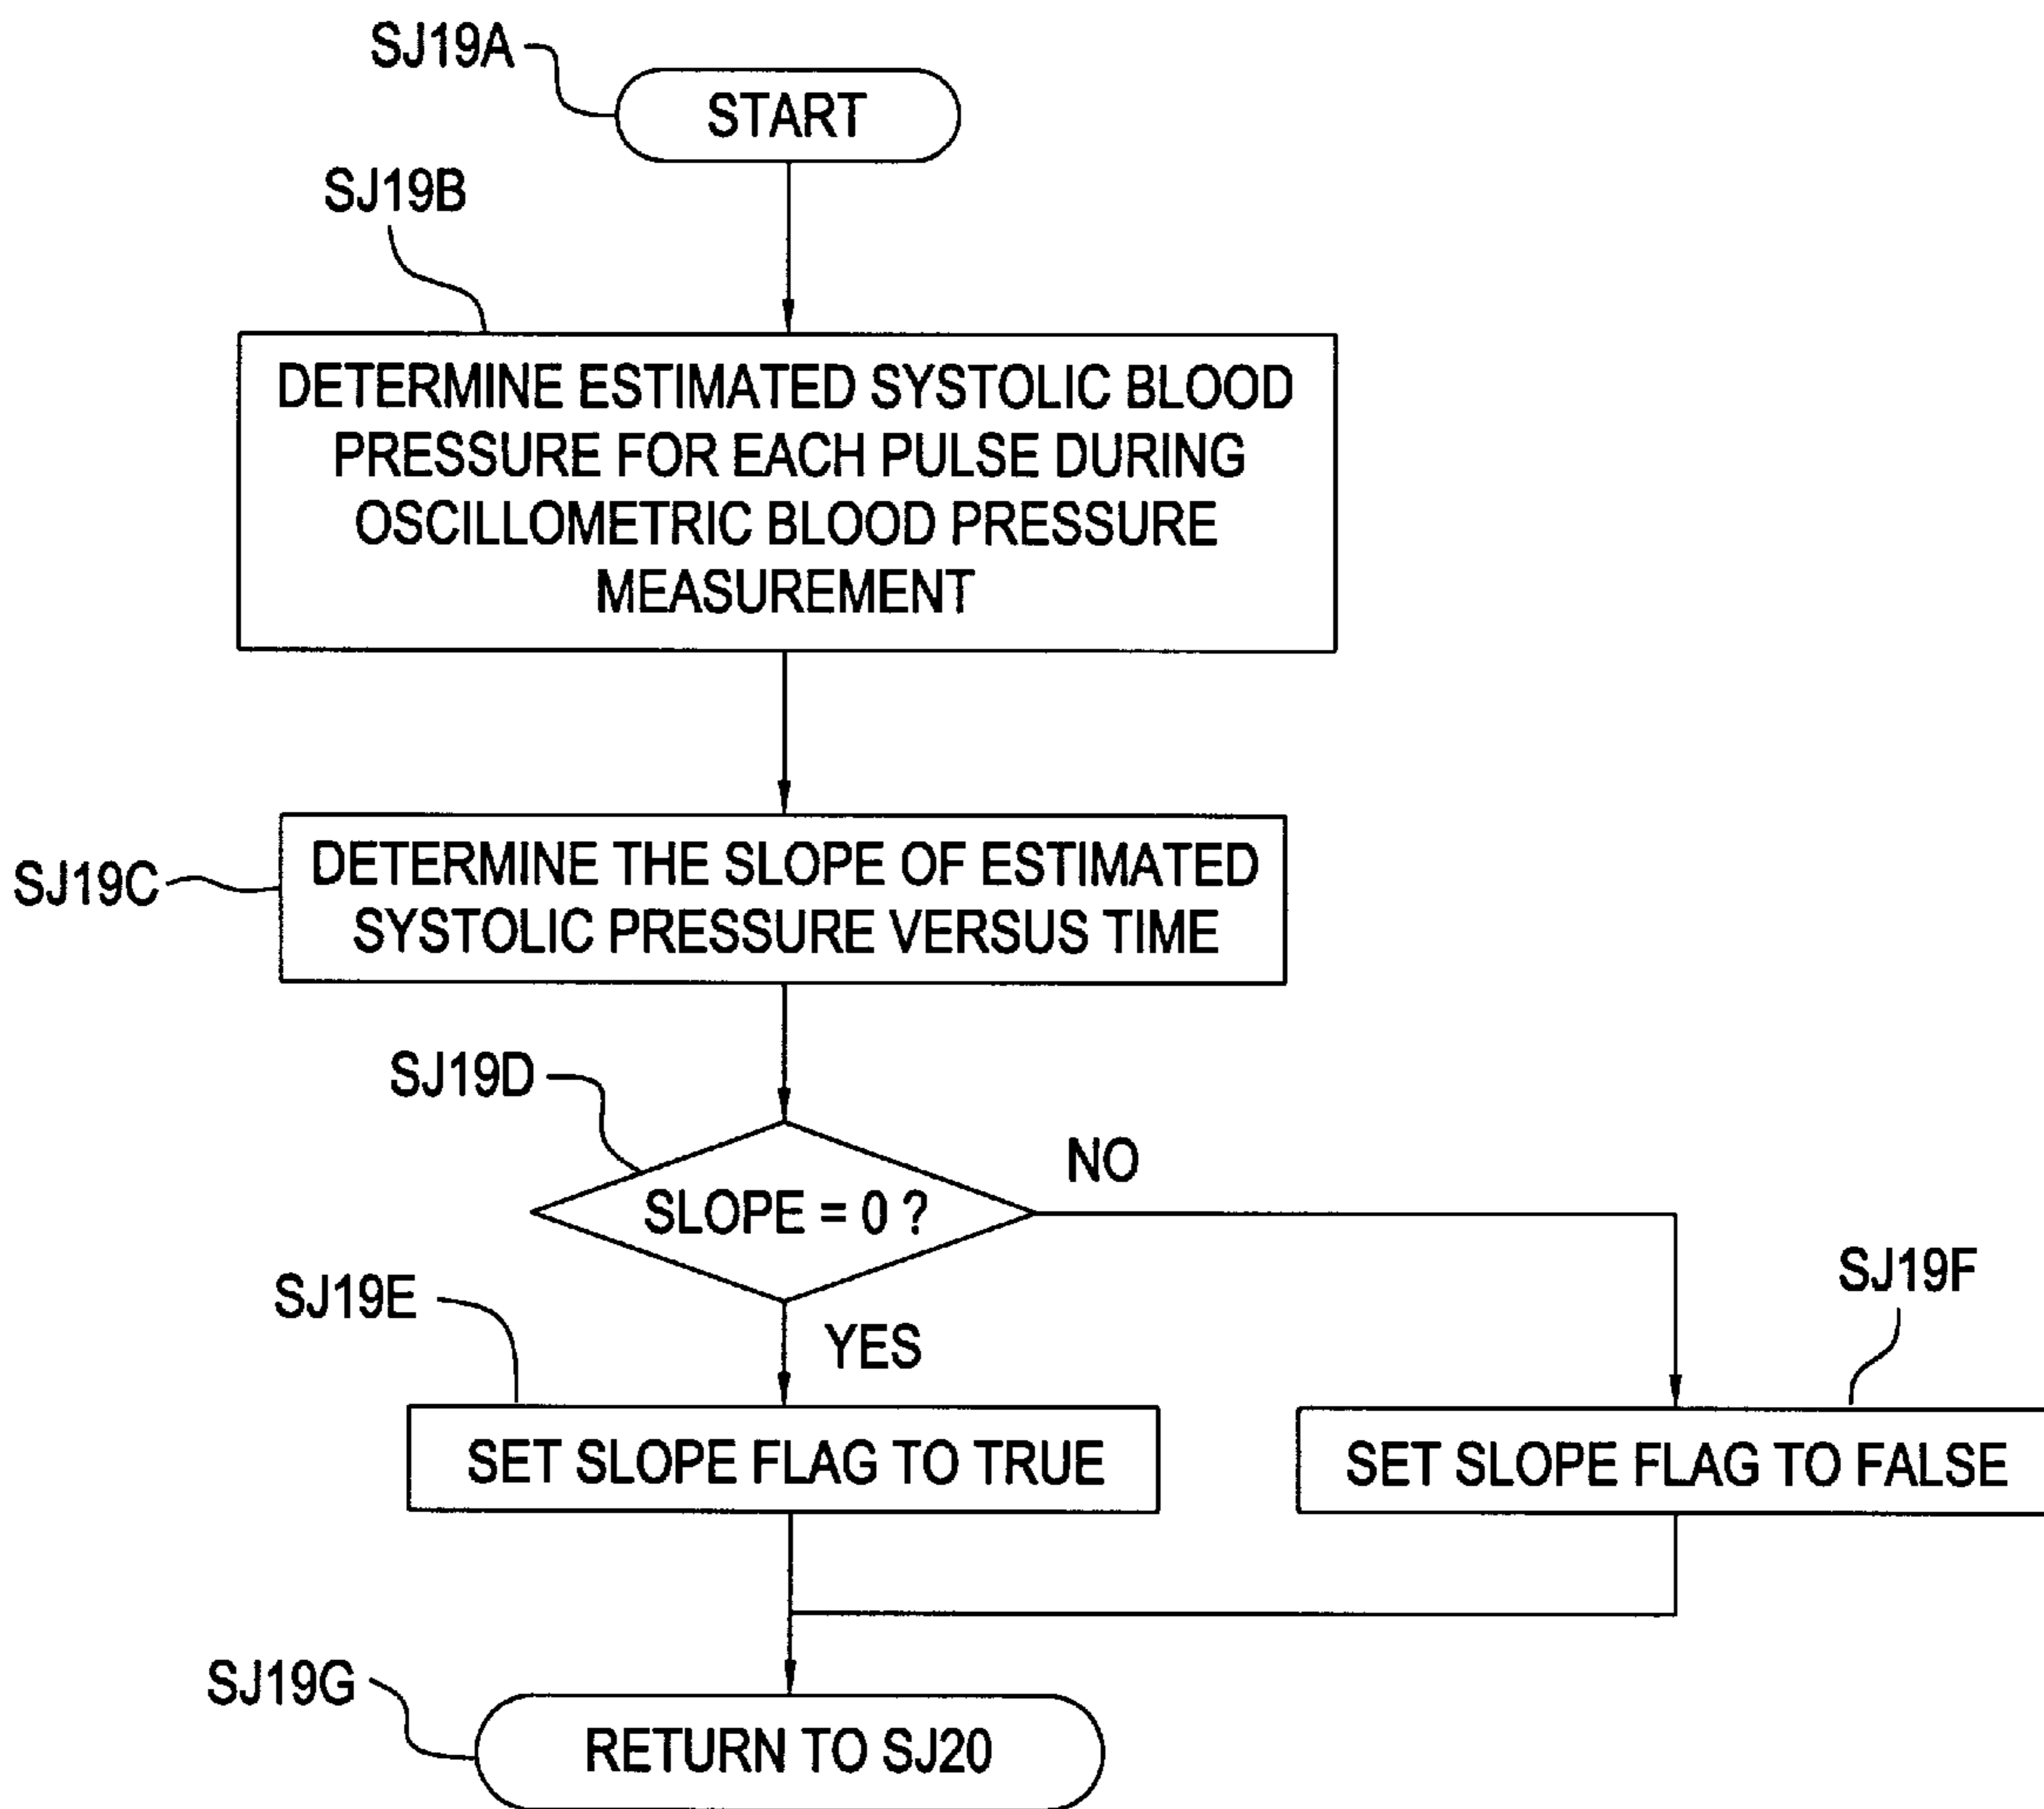 SJ19A
START
SJ19B
DETERMINE ESTIMATED SYSTOLIC BLOOD
PRESSURE FOR EACH PULSE DURING
OSCILLOMETRIC BLOOD PRESSURE
MEASUREMENT
SJ19C
DETERMINE THE SLOPE OF ESTIMATED
SYSTOLIC PRESSURE VERSUS TIME
SJ19D
SLOPE = 0 ?
NO
SJ19E
YES
SJ19F
SET SLOPE FLAG TO TRUE
SET SLOPE FLAG TO FALSE
SJ19G
RETURN TO SJ20